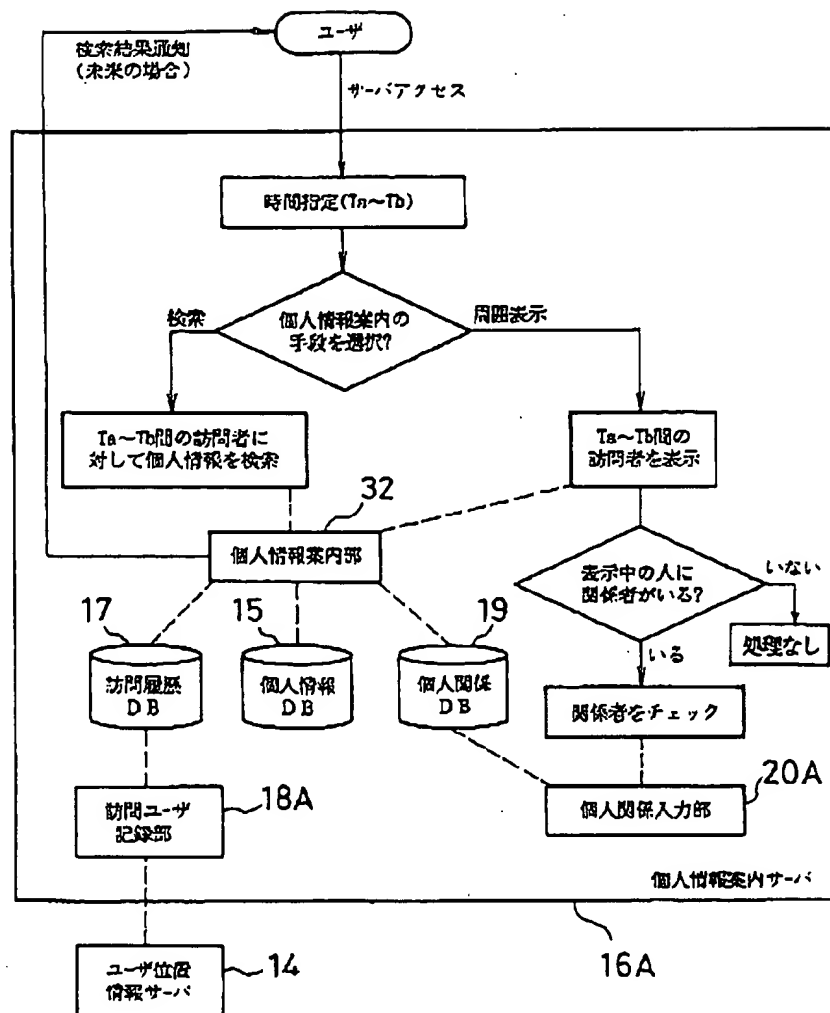 検索結果通知
(未来の場合)
ユーザ
サーバアクセス
時間指定(Ta~Tb)
個人情報案内の
手段を選択?
検索
周囲表示
Ta~Tb間の訪問者に
対して個人情報を検索
Ta~Tb間の
訪問者を表示
32
個人情報案内部
表示中の人に
関係者がいる?
いない
処理なし
いる
17
訪問履歴
DB
15
個人情報
DB
19
個人関係
DB
関係者をチェック
20A
個人関係入力部
18A
訪問ユーザ
記録部
個人情報案内サーバ
16A
ユーザ位置
情報サーバ
14